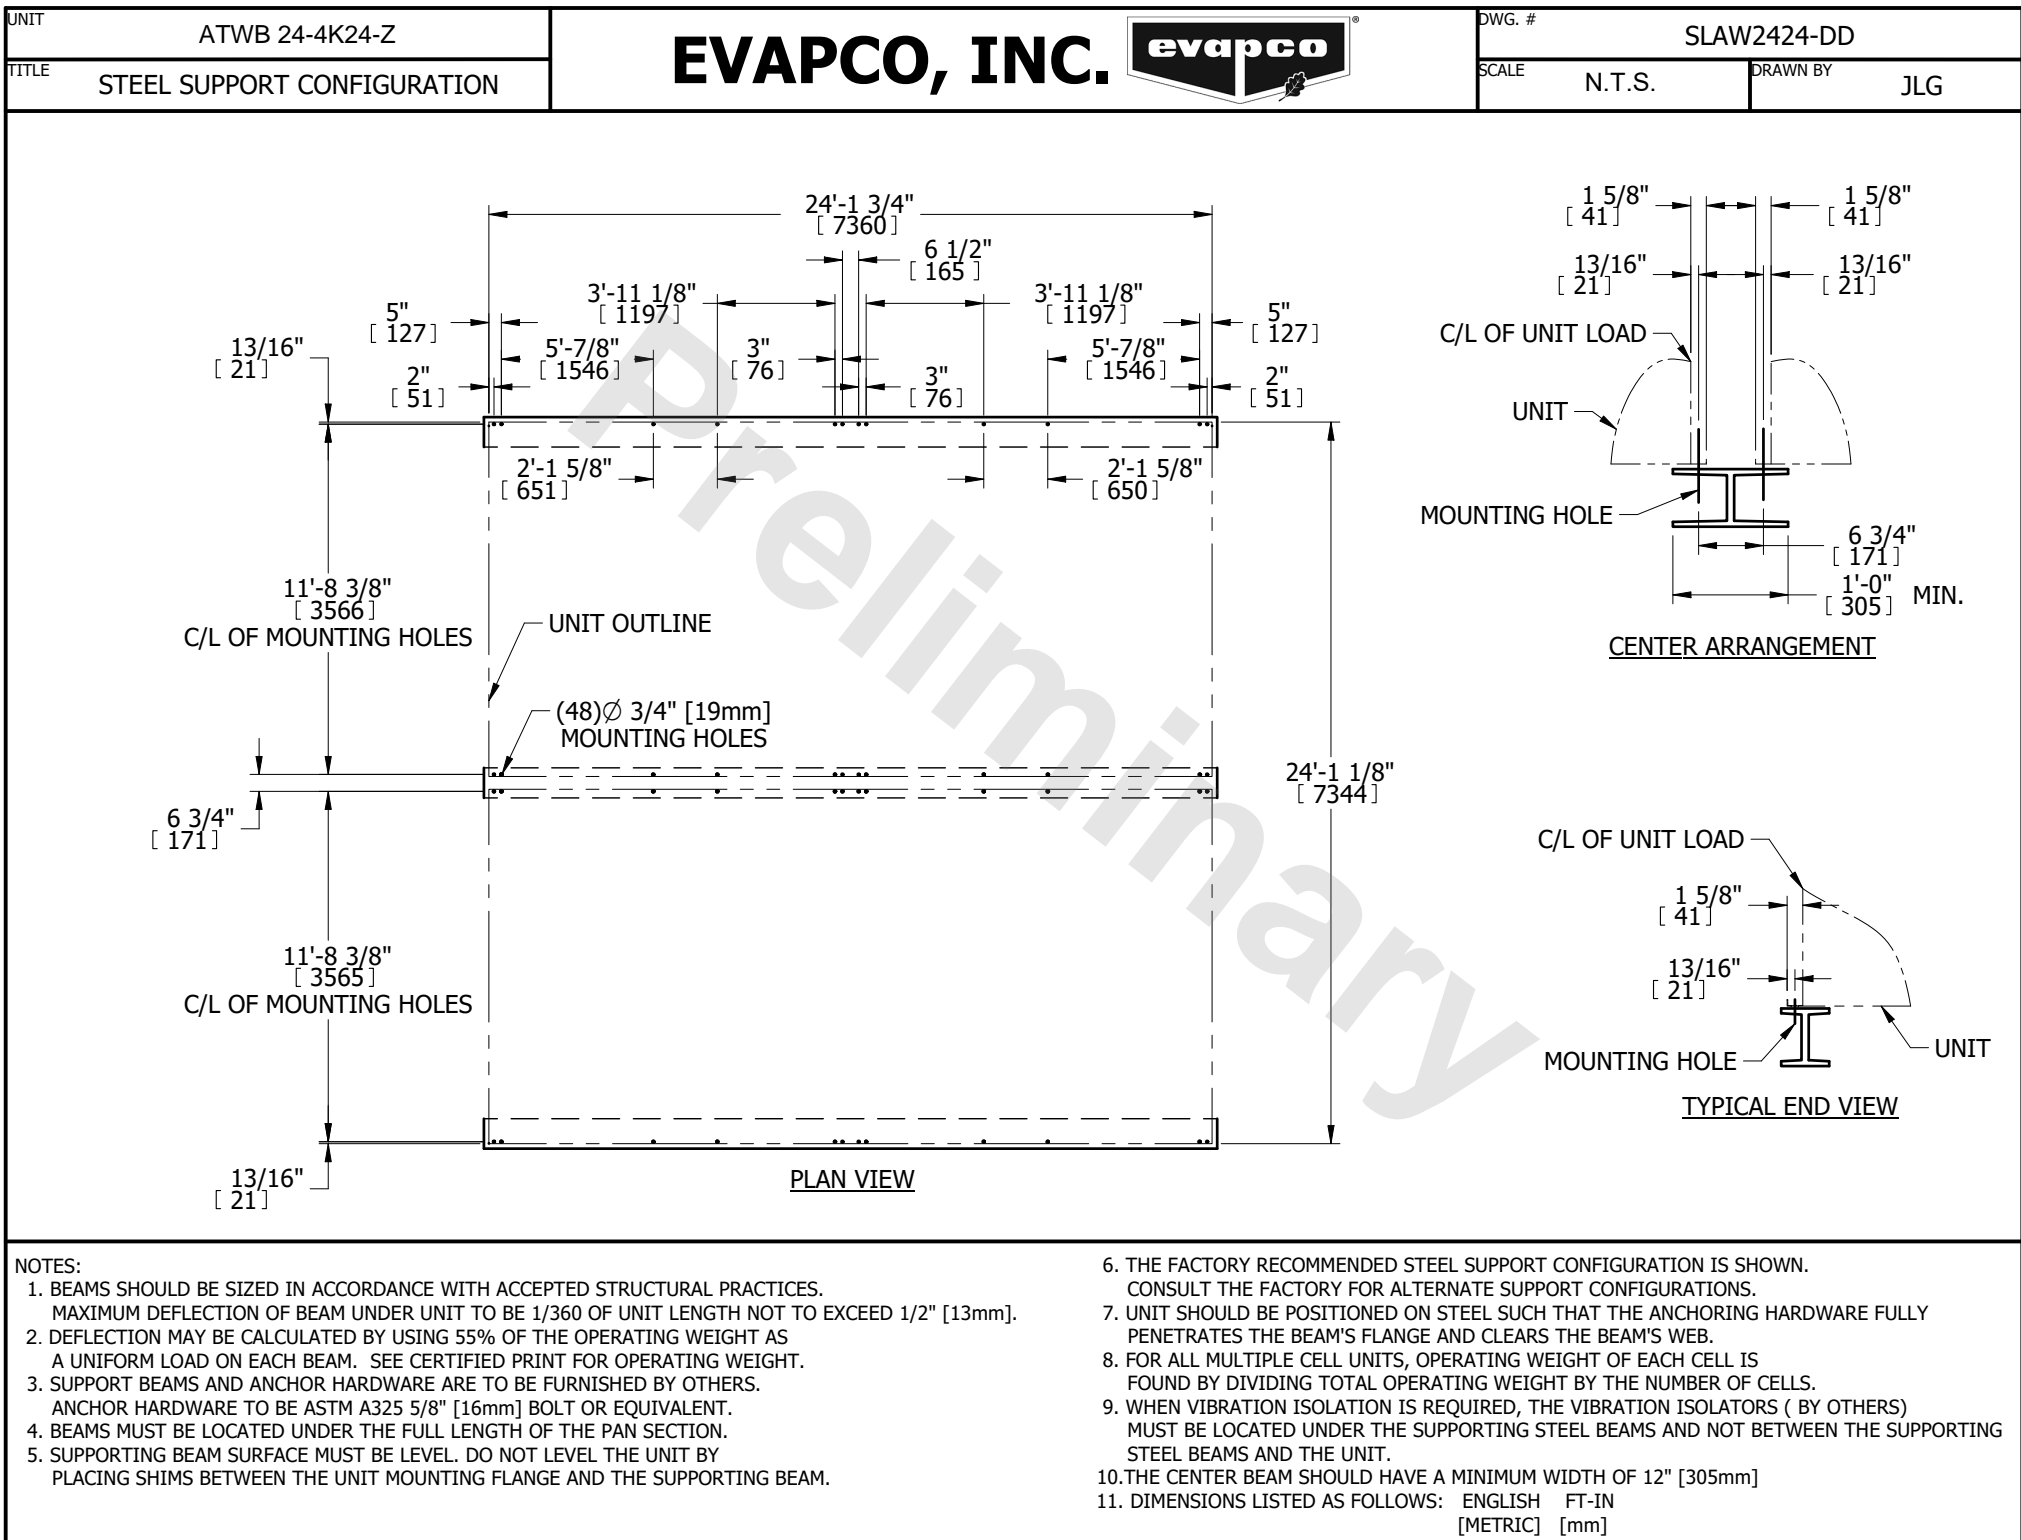 UNIT
ATWB 24-4K24-Z
TITLE
STEEL SUPPORT CONFIGURATION
EVAPCO, INC.
evapco
®
DWG. #
SLAW2424-DD
SCALE
N.T.S.
DRAWN BY
JLG
24'-1 3/4"
[ 7360 ]
6 1/2"
[ 165 ]
3'-11 1/8"
[ 1197 ]
3'-11 1/8"
[ 1197 ]
5"
[ 127 ]
5"
[ 127 ]
13/16"
[ 21 ]
5'-7/8"
[ 1546 ]
3"
[ 76 ]
5'-7/8"
[ 1546 ]
2"
[ 51 ]
3"
[ 76 ]
2"
[ 51 ]
2'-1 5/8"
[ 651 ]
2'-1 5/8"
[ 650 ]
11'-8 3/8"
[ 3566 ]
C/L OF MOUNTING HOLES
UNIT OUTLINE
(48)Ø 3/4" [19mm]
MOUNTING HOLES
6 3/4"
[ 171 ]
24'-1 1/8"
[ 7344 ]
11'-8 3/8"
[ 3565 ]
C/L OF MOUNTING HOLES
13/16"
[ 21 ]
PLAN VIEW
Preliminary
1 5/8"
[ 41 ]
1 5/8"
[ 41 ]
13/16"
[ 21 ]
13/16"
[ 21 ]
C/L OF UNIT LOAD
UNIT
MOUNTING HOLE
6 3/4"
[ 171 ]
1'-0"
[ 305 ] MIN.
CENTER ARRANGEMENT
C/L OF UNIT LOAD
1 5/8"
[ 41 ]
13/16"
[ 21 ]
MOUNTING HOLE
UNIT
TYPICAL END VIEW
NOTES:
1. BEAMS SHOULD BE SIZED IN ACCORDANCE WITH ACCEPTED STRUCTURAL PRACTICES.
MAXIMUM DEFLECTION OF BEAM UNDER UNIT TO BE 1/360 OF UNIT LENGTH NOT TO EXCEED 1/2" [13mm].
2. DEFLECTION MAY BE CALCULATED BY USING 55% OF THE OPERATING WEIGHT AS
A UNIFORM LOAD ON EACH BEAM. SEE CERTIFIED PRINT FOR OPERATING WEIGHT.
3. SUPPORT BEAMS AND ANCHOR HARDWARE ARE TO BE FURNISHED BY OTHERS.
ANCHOR HARDWARE TO BE ASTM A325 5/8" [16mm] BOLT OR EQUIVALENT.
4. BEAMS MUST BE LOCATED UNDER THE FULL LENGTH OF THE PAN SECTION.
5. SUPPORTING BEAM SURFACE MUST BE LEVEL. DO NOT LEVEL THE UNIT BY
PLACING SHIMS BETWEEN THE UNIT MOUNTING FLANGE AND THE SUPPORTING BEAM.
6. THE FACTORY RECOMMENDED STEEL SUPPORT CONFIGURATION IS SHOWN.
CONSULT THE FACTORY FOR ALTERNATE SUPPORT CONFIGURATIONS.
7. UNIT SHOULD BE POSITIONED ON STEEL SUCH THAT THE ANCHORING HARDWARE FULLY
PENETRATES THE BEAM'S FLANGE AND CLEARS THE BEAM'S WEB.
8. FOR ALL MULTIPLE CELL UNITS, OPERATING WEIGHT OF EACH CELL IS
FOUND BY DIVIDING TOTAL OPERATING WEIGHT BY THE NUMBER OF CELLS.
9. WHEN VIBRATION ISOLATION IS REQUIRED, THE VIBRATION ISOLATORS ( BY OTHERS)
MUST BE LOCATED UNDER THE SUPPORTING STEEL BEAMS AND NOT BETWEEN THE SUPPORTING
STEEL BEAMS AND THE UNIT.
10.THE CENTER BEAM SHOULD HAVE A MINIMUM WIDTH OF 12" [305mm]
11. DIMENSIONS LISTED AS FOLLOWS: ENGLISH FT-IN
[METRIC] [mm]